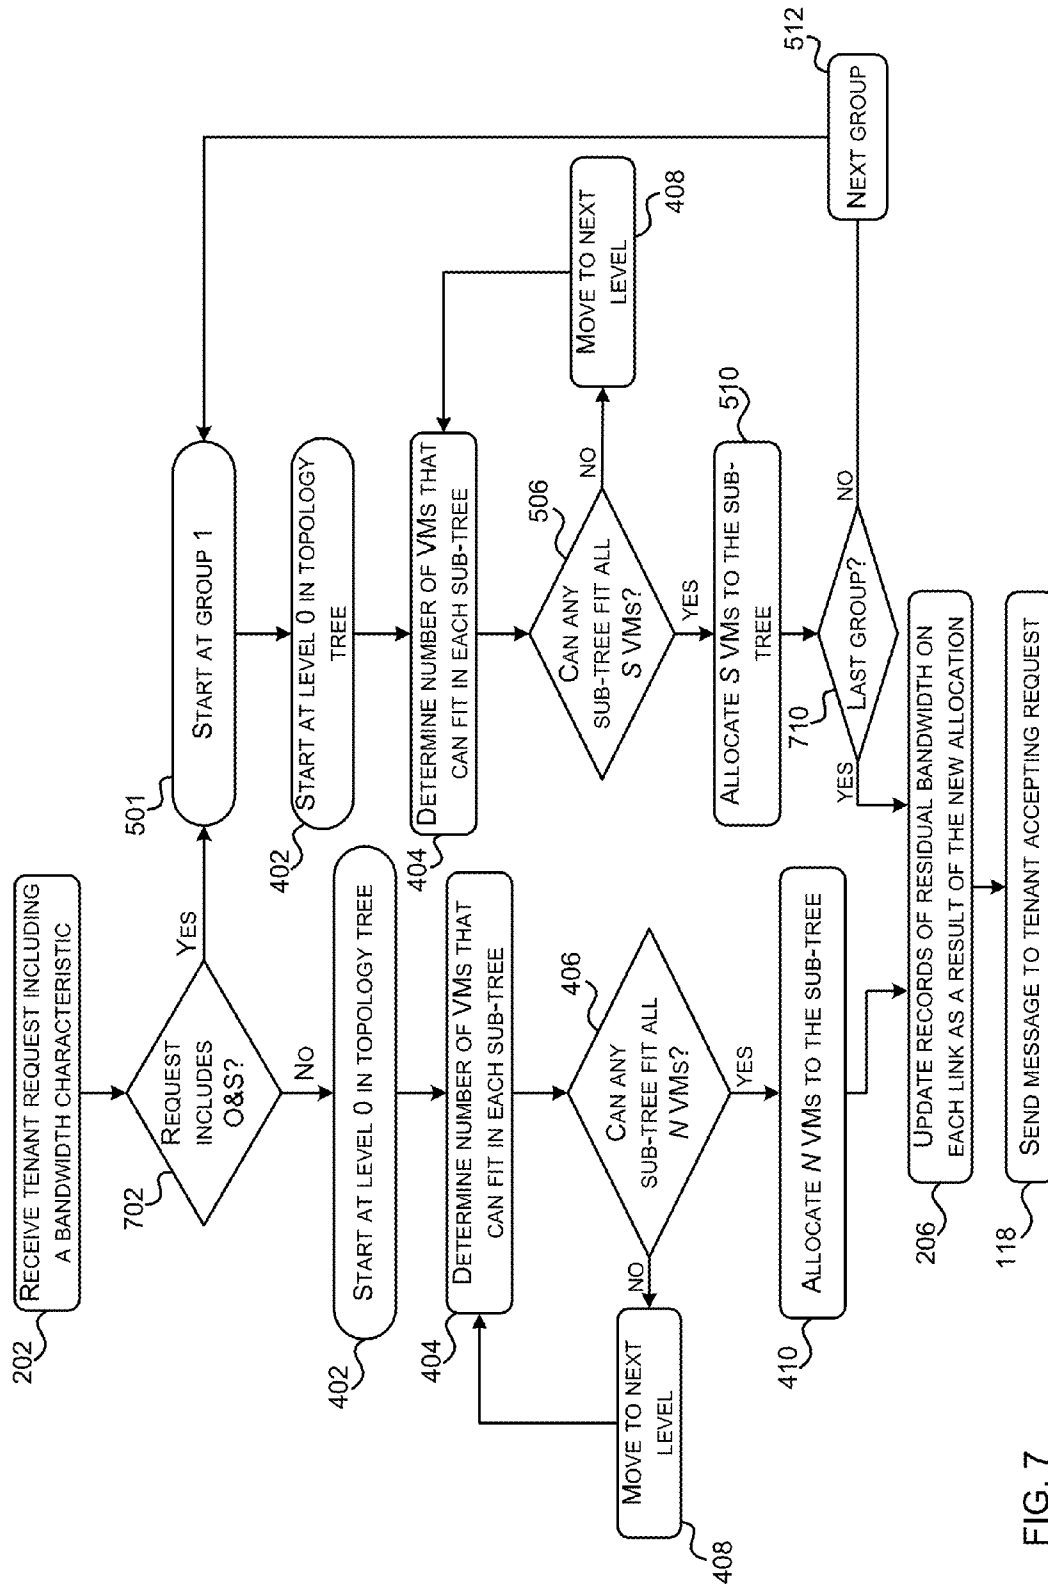 202
RECEIVE TENANT REQUEST INCLUDING
A BANDWIDTH CHARACTERISTIC
702
REQUEST
INCLUDES
O&S?
YES
NO
501
START AT GROUP 1
402
START AT LEVEL 0 IN TOPOLOGY
TREE
404
DETERMINE NUMBER OF VMS THAT
CAN FIT IN EACH SUB-TREE
506
CAN ANY
SUB-TREE FIT ALL
S VMS?
NO
YES
MOVE TO NEXT
LEVEL
408
510
ALLOCATE S VMS TO THE SUB-
TREE
710
LAST GROUP?
YES
NO
NEXT GROUP
512
402
START AT LEVEL 0 IN TOPOLOGY TREE
404
DETERMINE NUMBER OF VMS THAT
CAN FIT IN EACH SUB-TREE
406
CAN ANY
SUB-TREE FIT ALL
N VMS?
NO
YES
MOVE TO NEXT
LEVEL
408
410
ALLOCATE N VMS TO THE SUB-TREE
206
UPDATE RECORDS OF RESIDUAL BANDWIDTH ON
EACH LINK AS A RESULT OF THE NEW ALLOCATION
118
SEND MESSAGE TO TENANT ACCEPTING REQUEST
FIG. 7